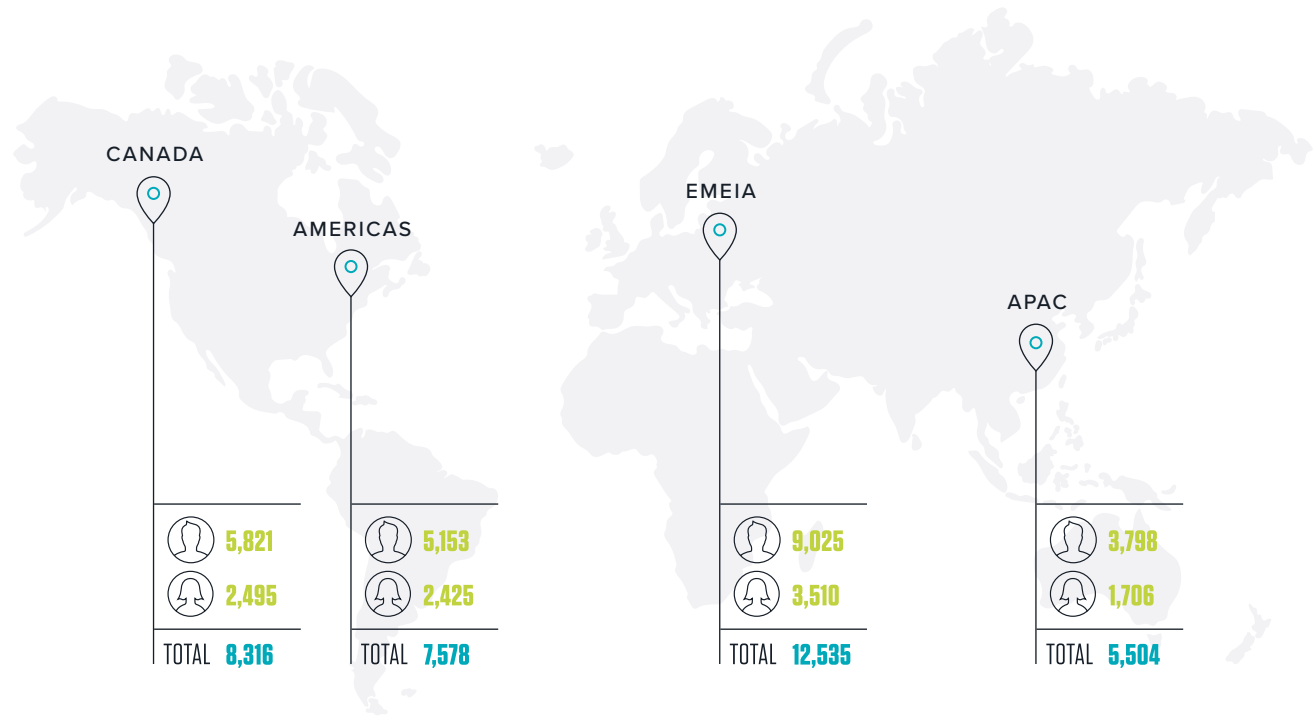 CANADA
5,821
2,495
TOTAL 8,316
AMERICAS
5,153
2,425
TOTAL 7,578
EMEIA
9,025
3,510
TOTAL 12,535
APAC
3,798
1,706
TOTAL 5,504